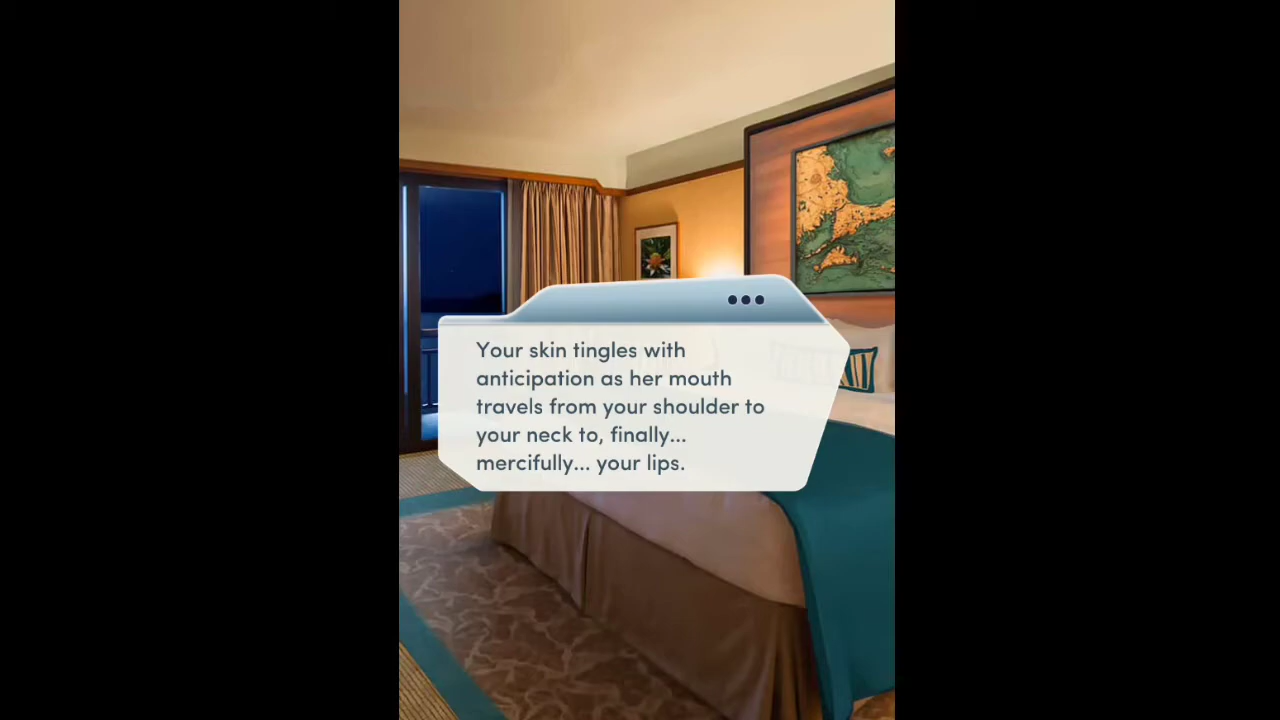 Your skin tingles with
anticipation as her mouth
travels from your shoulder to
your neck to, finally...
mercifully... your lips.